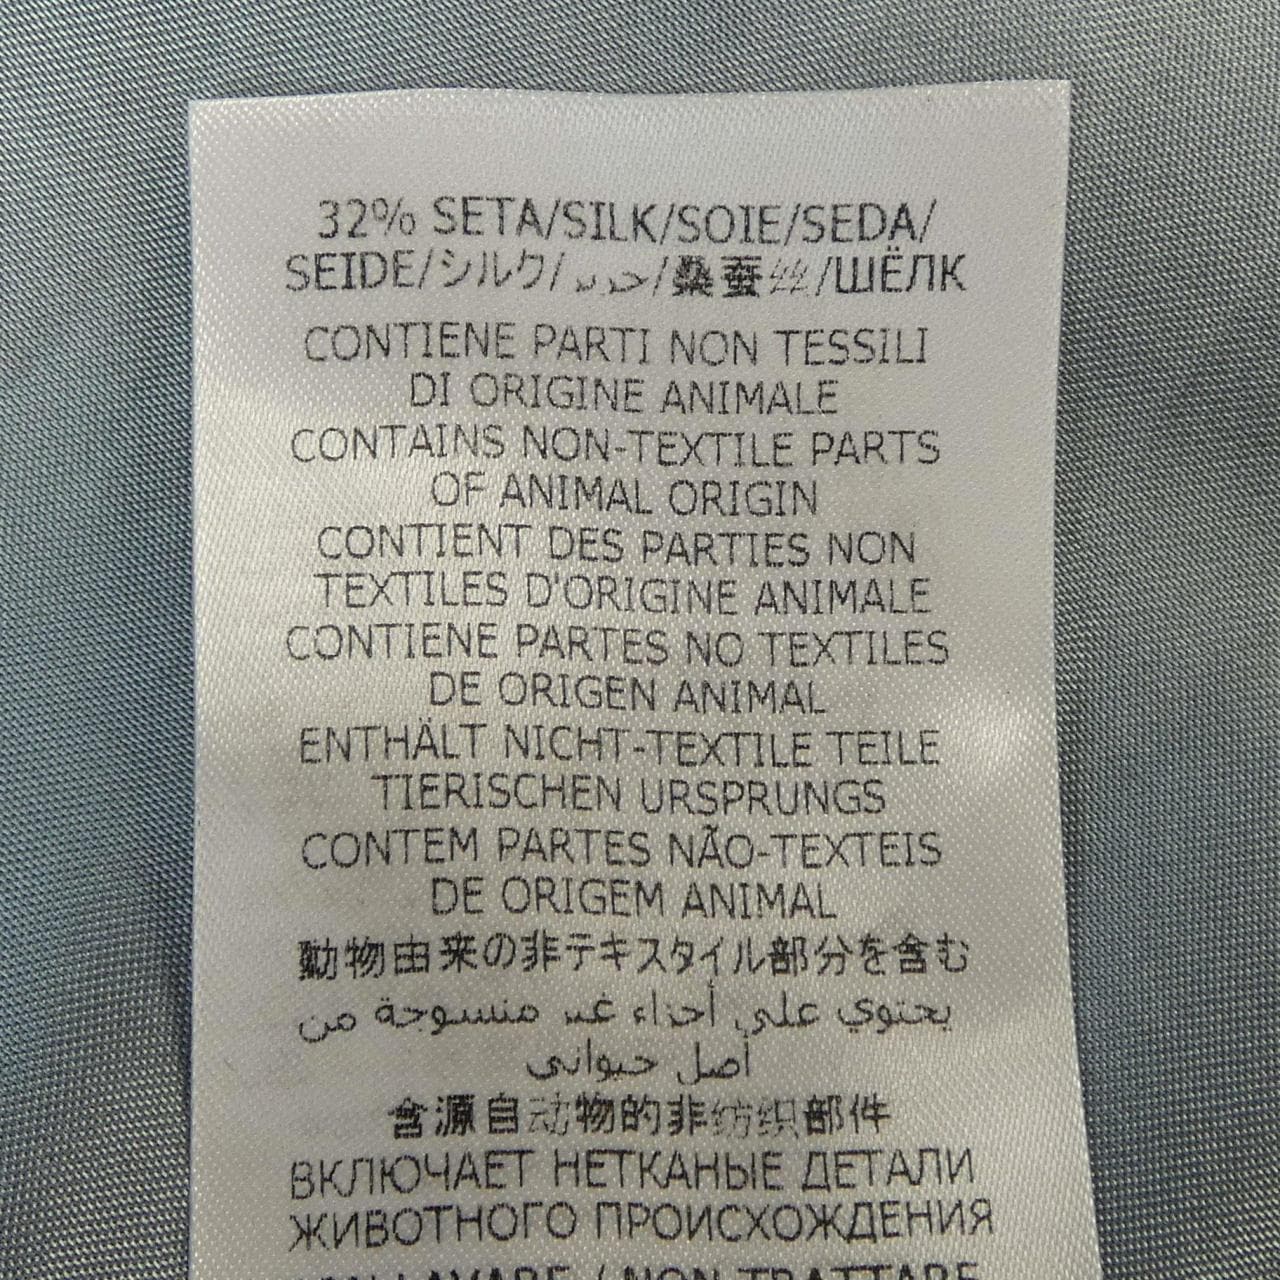 32% SETA/SILK/SOIE/SEDA/
SEIDE/シルク/حرير/桑蚕丝/ШЁЛК
CONTIENE PARTI NON TESSILI
DI ORIGINE ANIMALE
CONTAINS NON-TEXTILE PARTS
OF ANIMAL ORIGIN
CONTIENT DES PARTIES NON
TEXTILES D'ORIGINE ANIMALE
CONTIENE PARTES NO TEXTILES
DE ORIGEN ANIMAL
ENTHÄLT NICHT-TEXTILE TEILE
TIERISCHEN URSPRUNGS
CONTEM PARTES NÃO-TEXTEIS
DE ORIGEM ANIMAL
動物由来の非テキスタイル部分を含む
يحتوي على أجزاء غير منسوجة من
أصل حيواني
含源自动物的非纺织部件
ВКЛЮЧАЕТ НЕТКАНЫЕ ДЕТАЛИ
ЖИВОТНОГО ПРОИСХОЖДЕНИЯ
NON LAVARE / NON TRATTARE